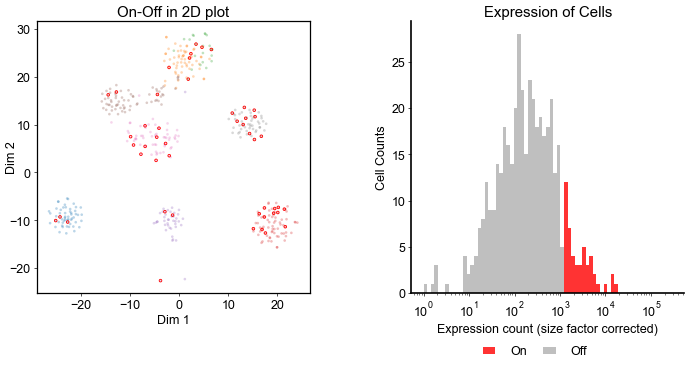 On-Off in 2D plot
30
20
10
0
−10
−20
Dim 2
−20 −10 0 10 20
Dim 1
Expression of Cells
25
20
15
10
5
0
Cell Counts
10^0 10^1 10^2 10^3 10^4 10^5
Expression count (size factor corrected)
On Off